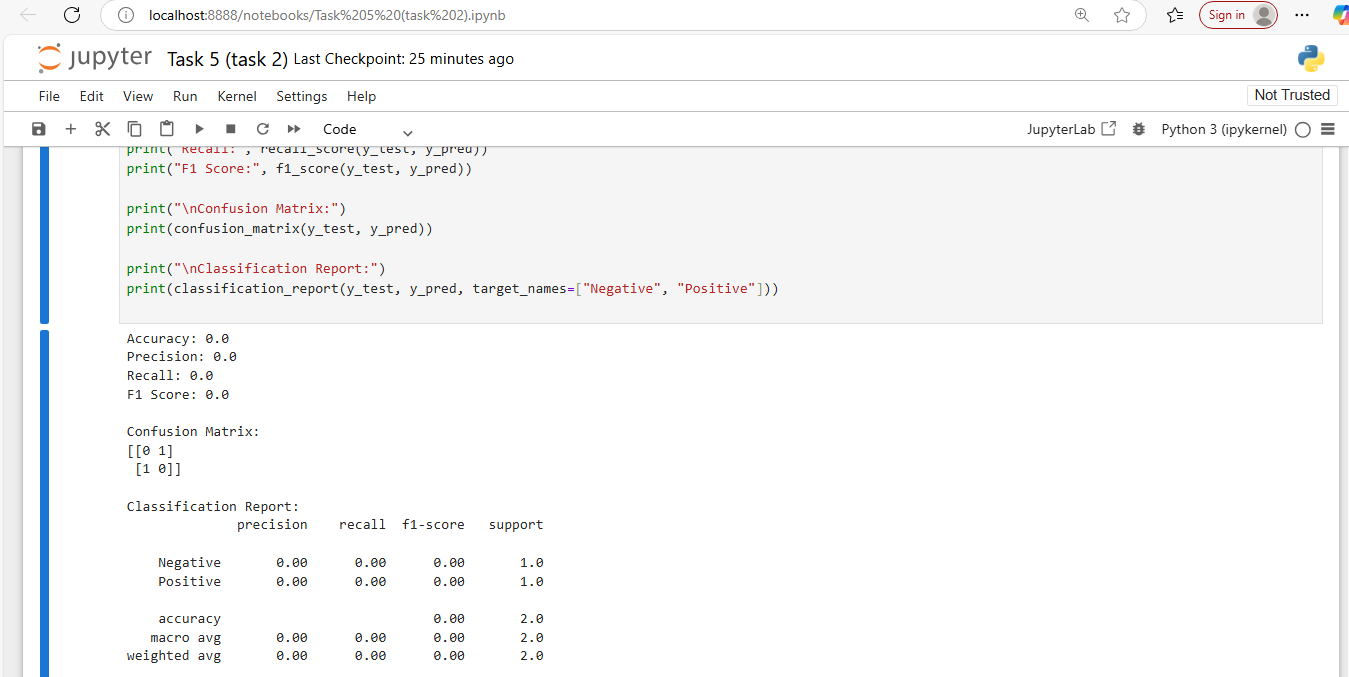 localhost:8888/notebooks/Task%205%20(task%202).ipynb
Sign in
jupyter Task 5 (task 2) Last Checkpoint: 25 minutes ago
File Edit View Run Kernel Settings Help
Not Trusted
Code
JupyterLab
Python 3 (ipykernel)
print("Recall:", recall_score(y_test, y_pred))
print("F1 Score:", f1_score(y_test, y_pred))
print("\nConfusion Matrix:")
print(confusion_matrix(y_test, y_pred))
print("\nClassification Report:")
print(classification_report(y_test, y_pred, target_names=["Negative", "Positive"]))
Accuracy: 0.0
Precision: 0.0
Recall: 0.0
F1 Score: 0.0
Confusion Matrix:
[[0 1]
[1 0]]
Classification Report:
precision recall f1-score support
Negative 0.00 0.00 0.00 1.0
Positive 0.00 0.00 0.00 1.0
accuracy 0.00 2.0
macro avg 0.00 0.00 0.00 2.0
weighted avg 0.00 0.00 0.00 2.0